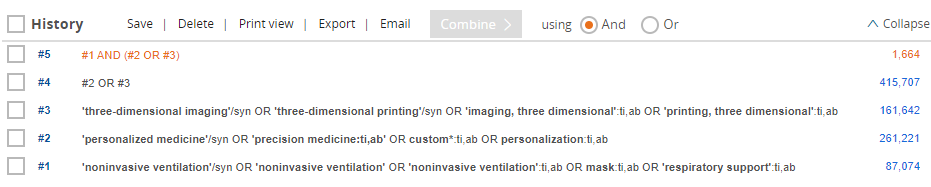 History Save | Delete | Print view | Export | Email Combine > using And Or Collapse
#5 #1 AND (#2 OR #3) 1,664
#4 #2 OR #3 415,707
#3 'three-dimensional imaging'/syn OR 'three-dimensional printing'/syn OR 'imaging, three dimensional':ti,ab OR 'printing, three dimensional':ti,ab 161,642
#2 'personalized medicine'/syn OR 'precision medicine:ti,ab' OR custom*:ti,ab OR personalization:ti,ab 261,221
#1 'noninvasive ventilation'/syn OR 'noninvasive ventilation' OR 'noninvasive ventilation':ti,ab OR mask:ti,ab OR 'respiratory support':ti,ab 87,074